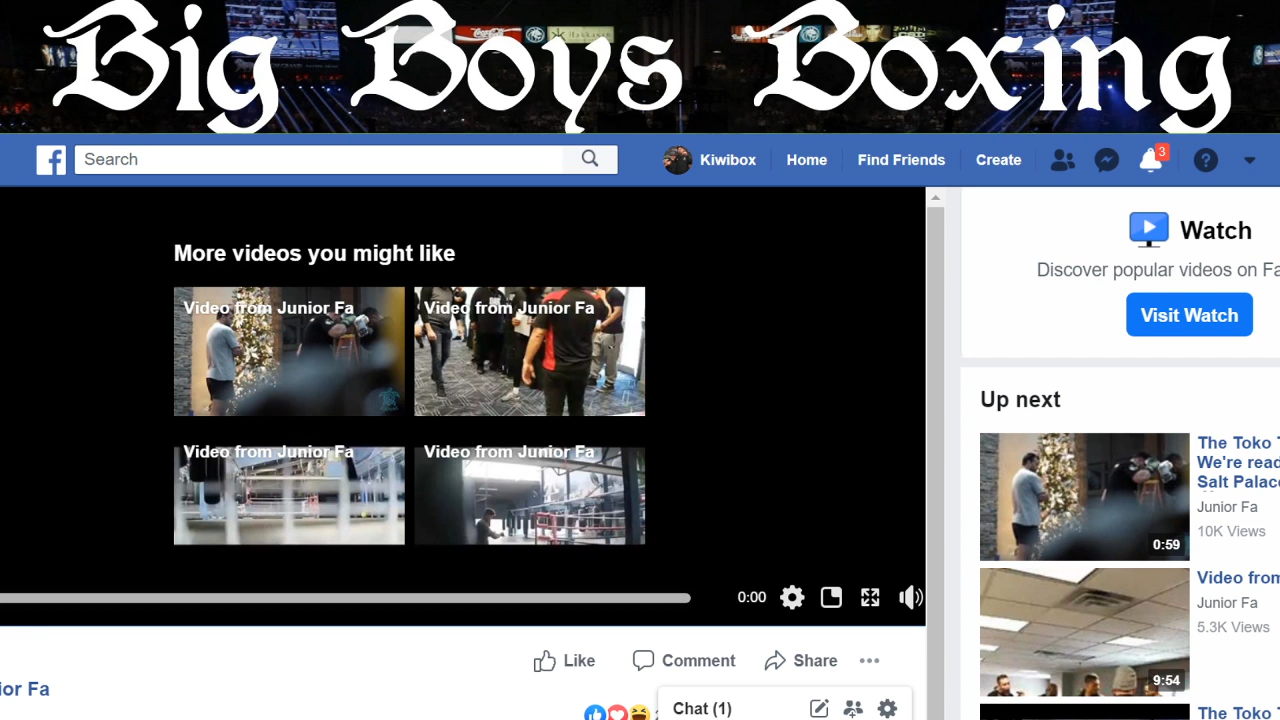 Big Boys Boxing
Coca-Cola
Search
Kiwibox
Home
Find Friends
Create
3
More videos you might like
Video from Junior Fa
Video from Junior Fa
Video from Junior Fa
Video from Junior Fa
0:00
Like
Comment
Share
ior Fa
Chat (1)
Watch
Discover popular videos on Fa
Visit Watch
Up next
The Toko
We're read
Salt Palac
Junior Fa
10K Views
0:59
Video from
Junior Fa
5.3K Views
9:54
The Toko